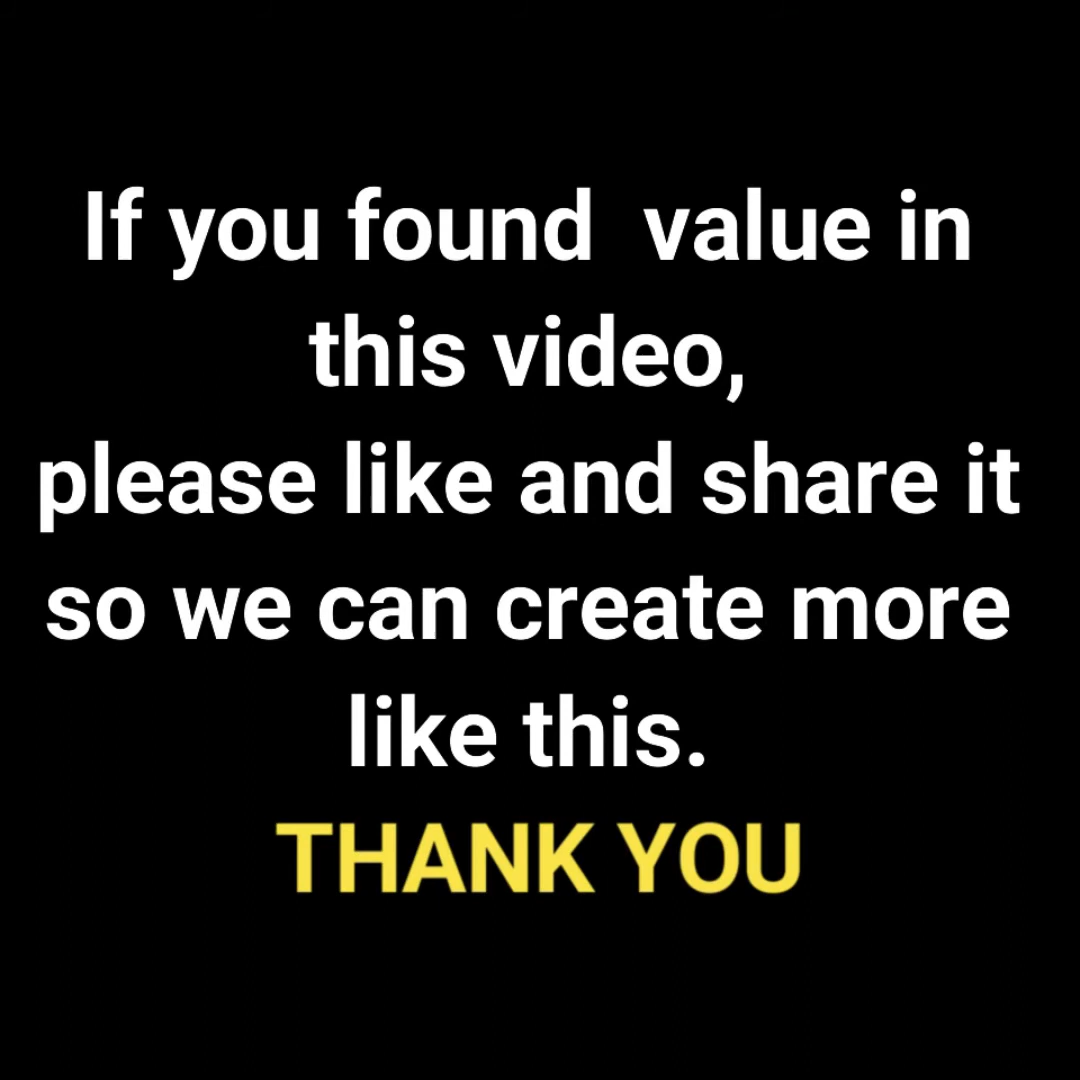 If you found  value in
this video,
please like and share it
so we can create more
like this.
THANK YOU